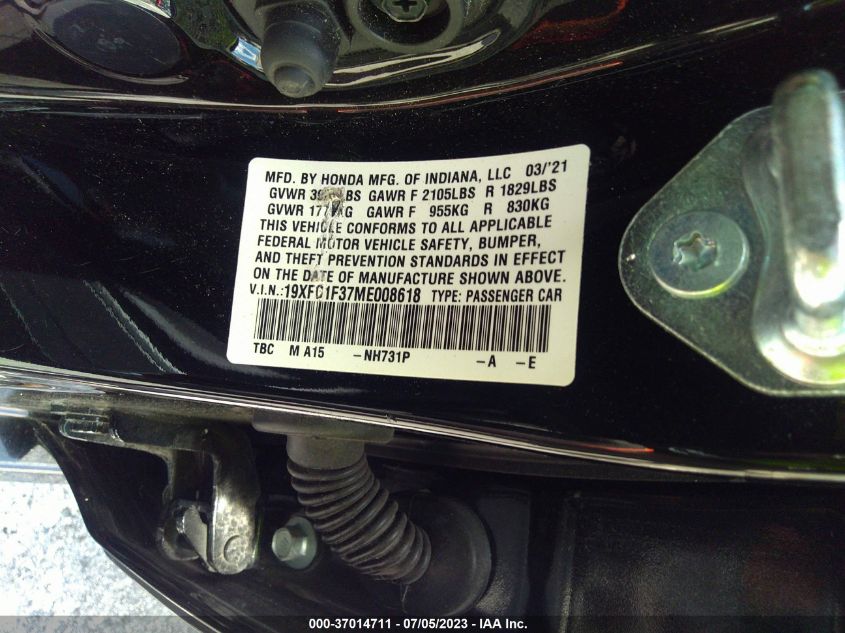 MFD. BY HONDA MFG. OF INDIANA, LLC 03/'21
GVWR GAWR F 2105LBS R 1829LBS
GVWR GAWR F 955KG R 830KG
THIS VEHICLE CONFORMS TO ALL APPLICABLE
FEDERAL MOTOR VEHICLE SAFETY, BUMPER,
AND THEFT PREVENTION STANDARDS IN EFFECT
ON THE DATE OF MANUFACTURE SHOWN ABOVE.
V.I.N.:19XFC1F37ME008618 TYPE: PASSENGER CAR
TBC M A15 -NH731P -A -E
000-37014711 - 07/05/2023 - IAA Inc.